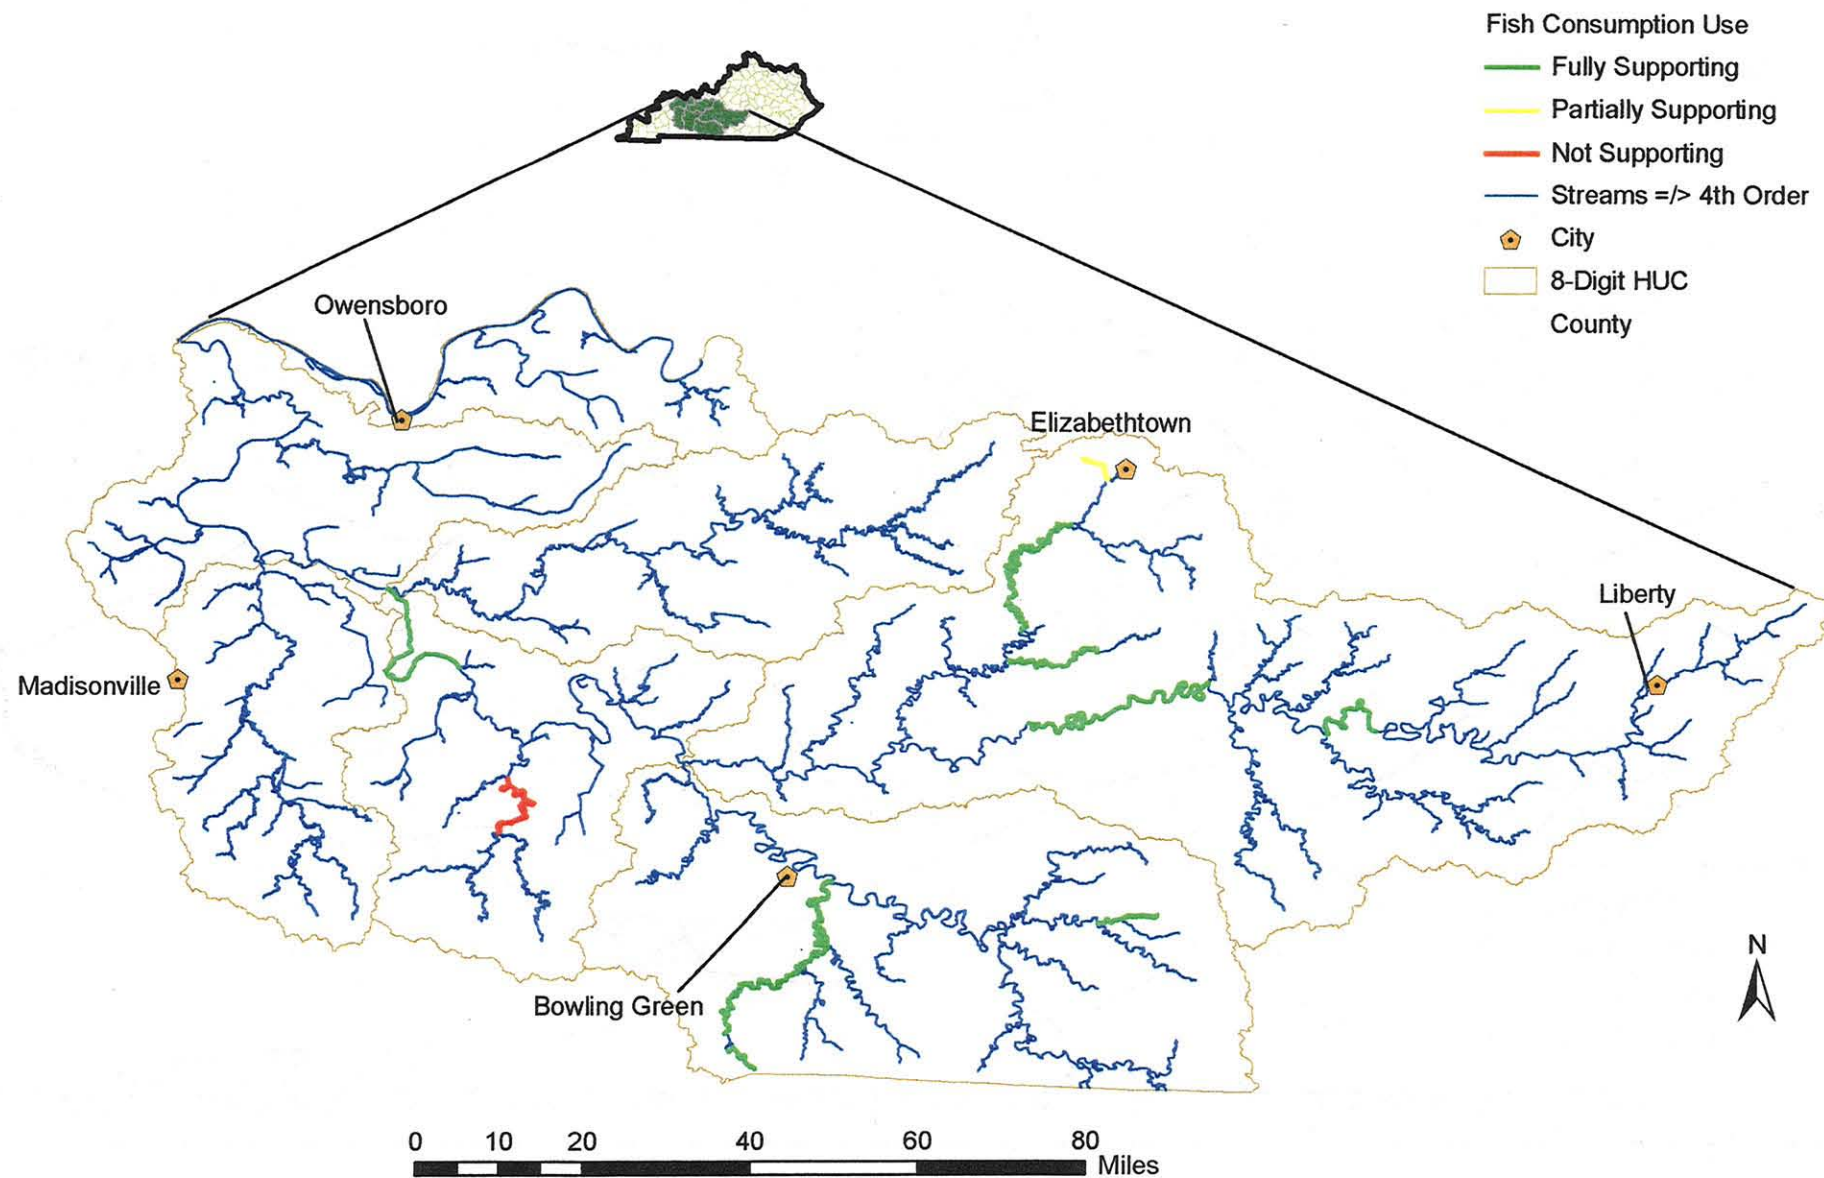 Fish Consumption Use
Fully Supporting
Partially Supporting
Not Supporting
Streams =/> 4th Order
City
8-Digit HUC
County
Owensboro
Elizabethtown
Liberty
Madisonville
Bowling Green
N
0 10 20 40 60 80
Miles